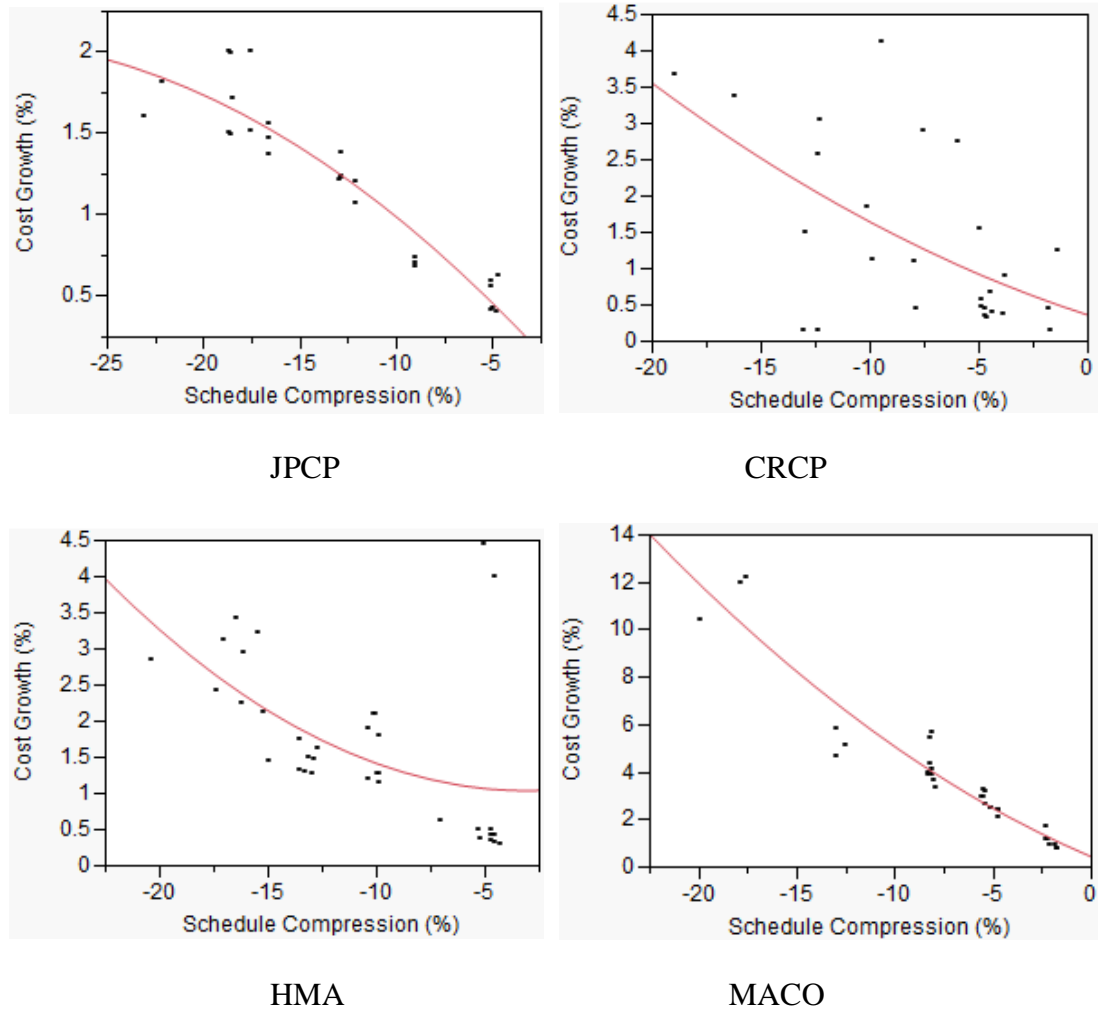 2
1.5
1
0.5
Cost Growth (%)
-25 -20 -15 -10 -5
Schedule Compression (%)
JPCP
4.5
4
3.5
3
2.5
2
1.5
1
0.5
0
Cost Growth (%)
-20 -15 -10 -5 0
Schedule Compression (%)
CRCP
4.5
4
3.5
3
2.5
2
1.5
1
0.5
0
Cost Growth (%)
-20 -15 -10 -5
Schedule Compression (%)
HMA
14
12
10
8
6
4
2
0
Cost Growth (%)
-20 -15 -10 -5 0
Schedule Compression (%)
MACO